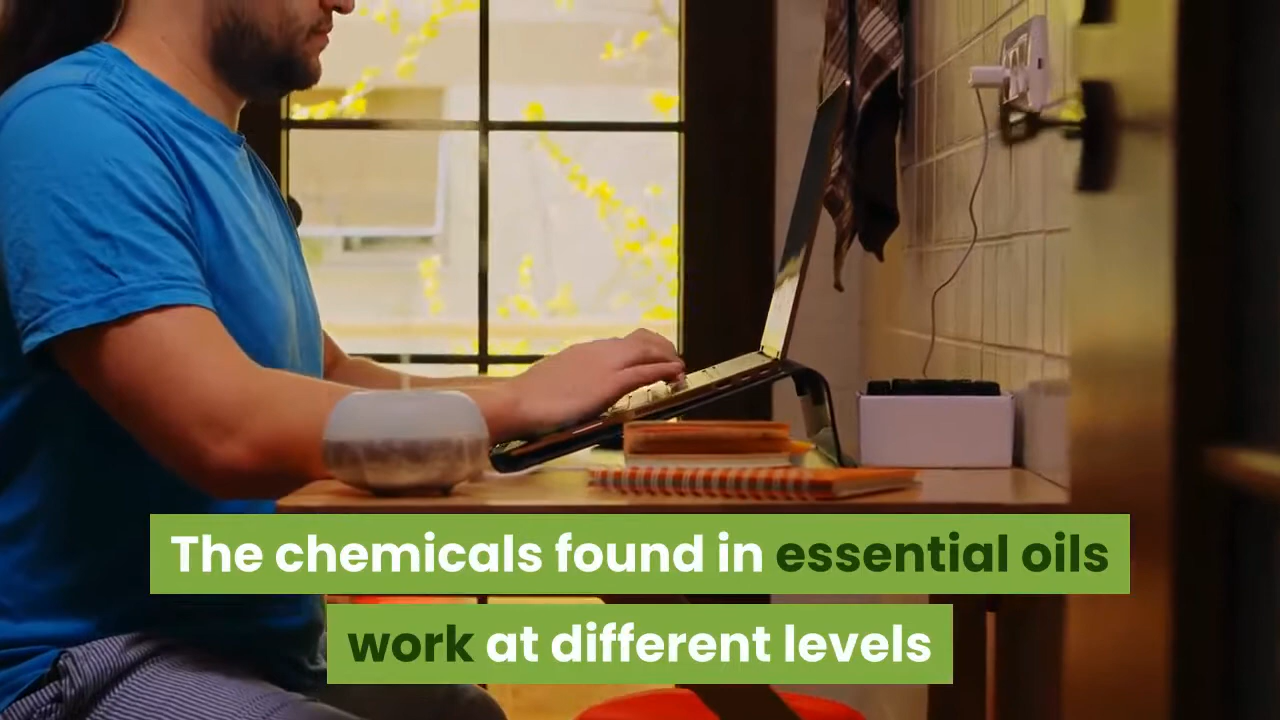 The chemicals found in essential oils
work at different levels